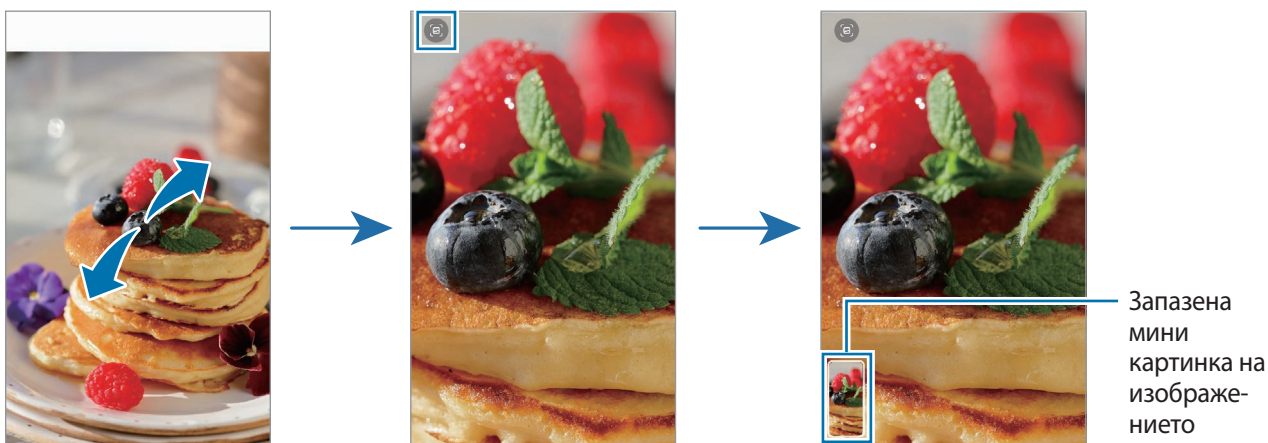 Запазена
мини
картинка на
изображе-
нието